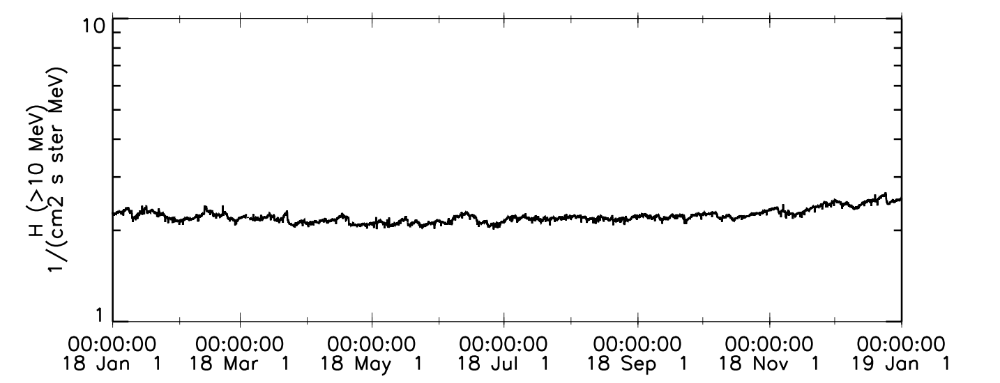 10
H (>10 MeV)
1/(cm2 s ster MeV)
1
00:00:00 00:00:00 00:00:00 00:00:00 00:00:00 00:00:00 00:00:00
18 Jan 1 18 Mar 1 18 May 1 18 Jul 1 18 Sep 1 18 Nov 1 19 Jan 1